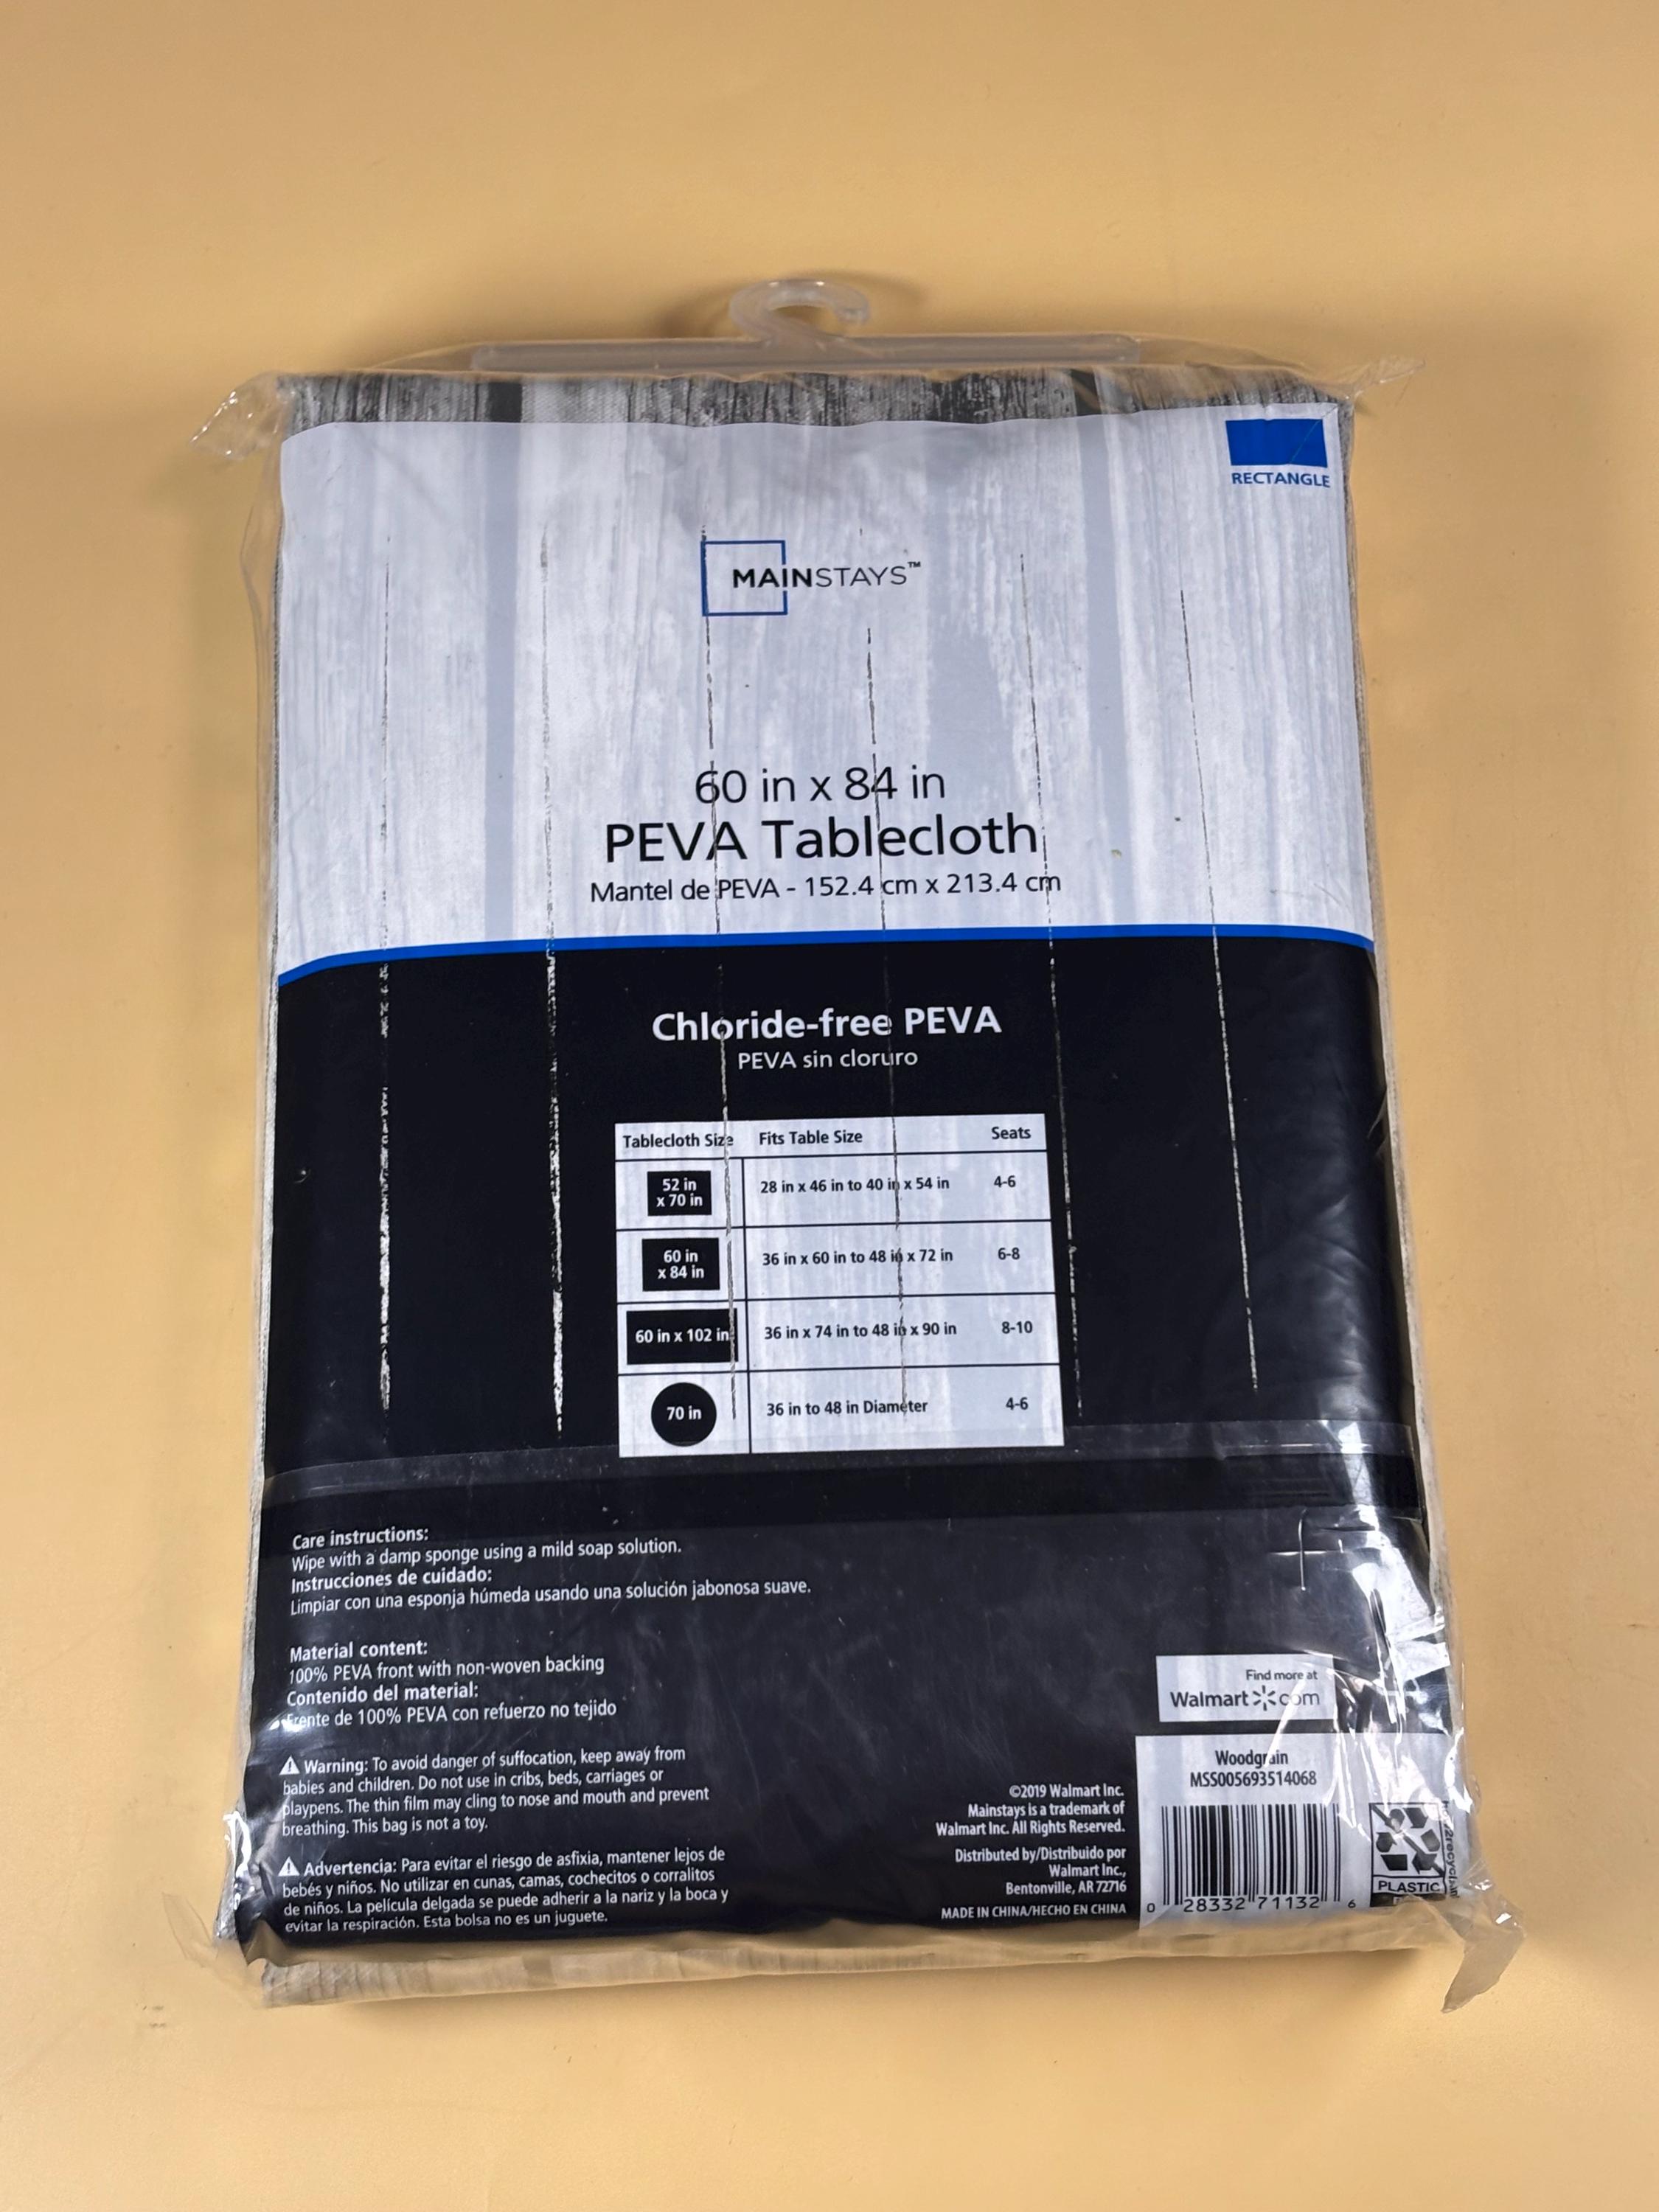 RECTANGLE
MAINSTAYS™
60 in x 84 in
PEVA Tablecloth
Mantel de PEVA - 152.4 cm x 213.4 cm
Chloride-free PEVA
PEVA sin cloruro
Tablecloth Size Fits Table Size Seats
52 in
x 70 in
28 in x 46 in to 40 in x 54 in 4-6
60 in
x 84 in
36 in x 60 in to 48 in x 72 in 6-8
60 in x 102 in 36 in x 74 in to 48 in x 90 in 8-10
70 in 36 in to 48 in Diameter 4-6
Care instructions:
Wipe with a damp sponge using a mild soap solution.
Instrucciones de cuidado:
Limpiar con una esponja húmeda usando una solución jabonosa suave.
Material content:
100% PEVA front with non-woven backing
Contenido del material:
Frente de 100% PEVA con refuerzo no tejido
⚠ Warning: To avoid danger of suffocation, keep away from
babies and children. Do not use in cribs, beds, carriages or
playpens. The thin film may cling to nose and mouth and prevent
breathing. This bag is not a toy.
⚠ Advertencia: Para evitar el riesgo de asfixia, mantener lejos de
bebés y niños. No utilizar en cunas, camas, cochecitos o corralitos
de niños. La película delgada se puede adherir a la nariz y la boca y
evitar la respiración. Esta bolsa no es un juguete.
©2019 Walmart Inc.
Mainstays is a trademark of
Walmart Inc. All Rights Reserved.
Distributed by/Distribuido por
Walmart Inc.,
Bentonville, AR 72716
MADE IN CHINA/HECHO EN CHINA
Find more at
Walmart com
Woodgrain
MSS005693514068
0 28332 71132 6
PLASTIC